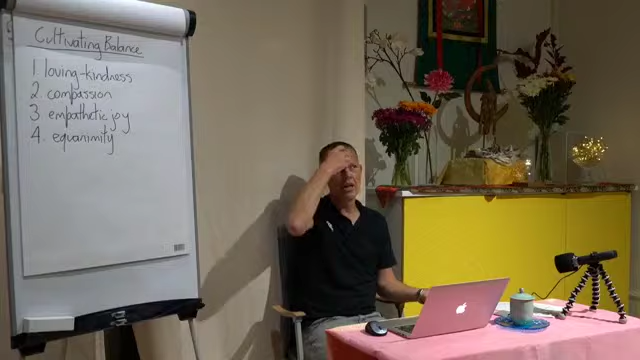 Cultivating Balance
1 loving-kindness
2. compassion
3 empathetic joy
4. equanimity